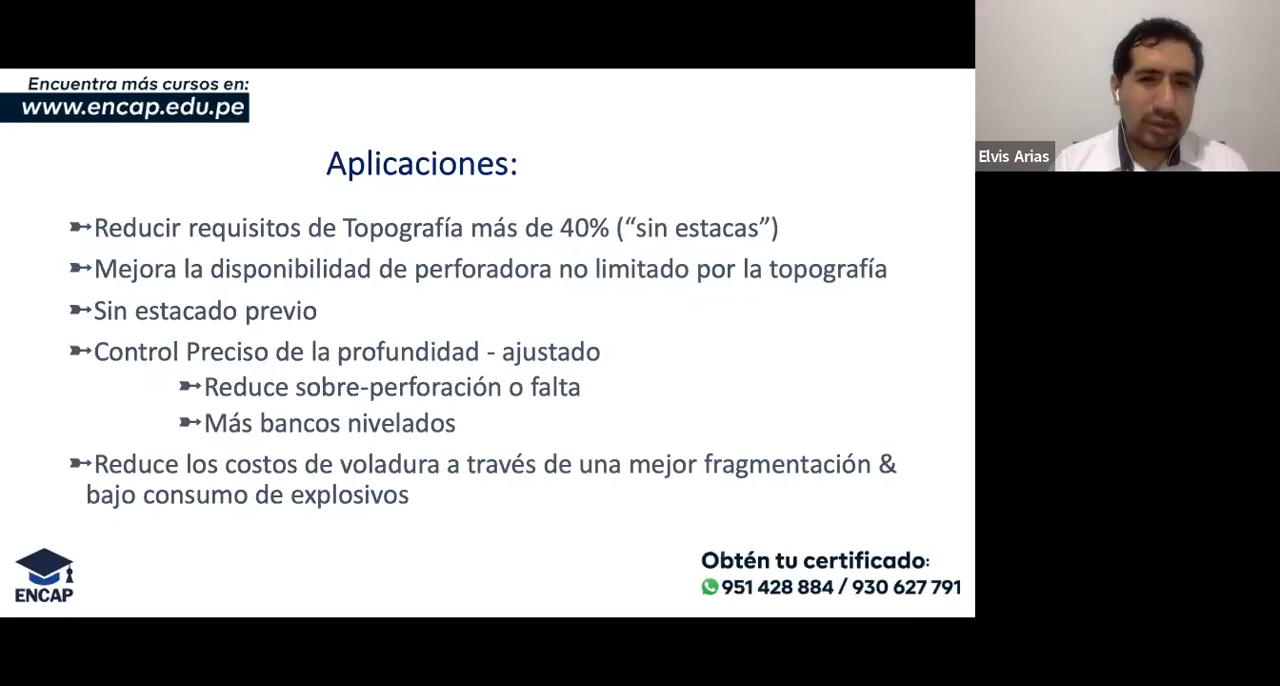 Encuentra más cursos en:
www.encap.edu.pe
Elvis Arias
Aplicaciones:
Reducir requisitos de Topografía más de 40% (“sin estacas”)
Mejora la disponibilidad de perforadora no limitado por la topografía
Sin estacado previo
Control Preciso de la profundidad - ajustado
Reduce sobre-perforación o falta
Más bancos nivelados
Reduce los costos de voladura a través de una mejor fragmentación &
bajo consumo de explosivos
ENCAP
Obtén tu certificado:
951 428 884 / 930 627 791